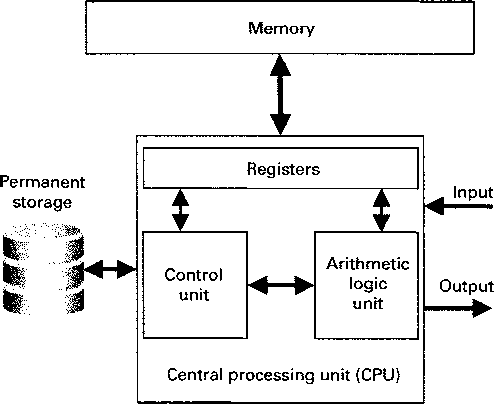 Memory
Registers
Permanent
storage
Input
Control
unit
Arithmetic
logic
unit
Output
Central processing unit (CPU)